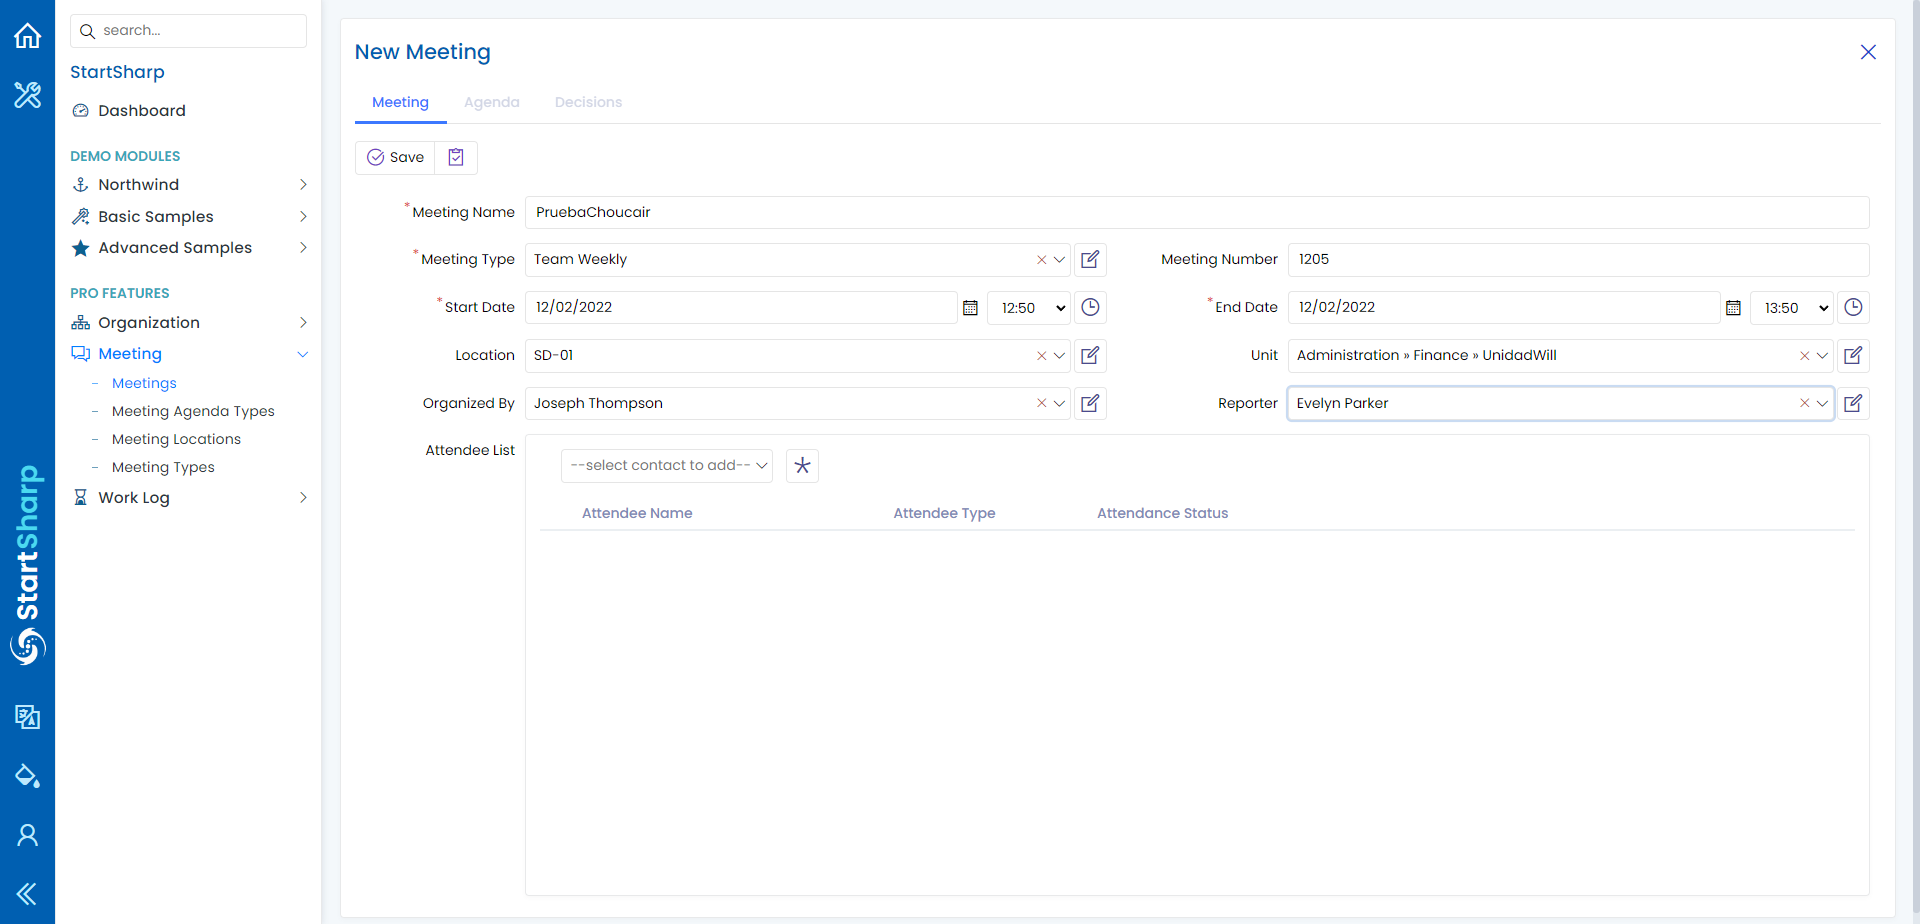 search...
StartSharp
Dashboard
DEMO MODULES
Northwind
Basic Samples
Advanced Samples
PRO FEATURES
Organization
Meeting
- Meetings
- Meeting Agenda Types
- Meeting Locations
- Meeting Types
Work Log
StartSharp
New Meeting
Meeting Agenda Decisions
Save
* Meeting Name PruebaChoucair
* Meeting Type Team Weekly Meeting Number 1205
* Start Date 12/02/2022 12:50 * End Date 12/02/2022 13:50
Location SD-01 Unit Administration » Finance » UnidadWill
Organized By Joseph Thompson Reporter Evelyn Parker
Attendee List
--select contact to add--
Attendee Name Attendee Type Attendance Status